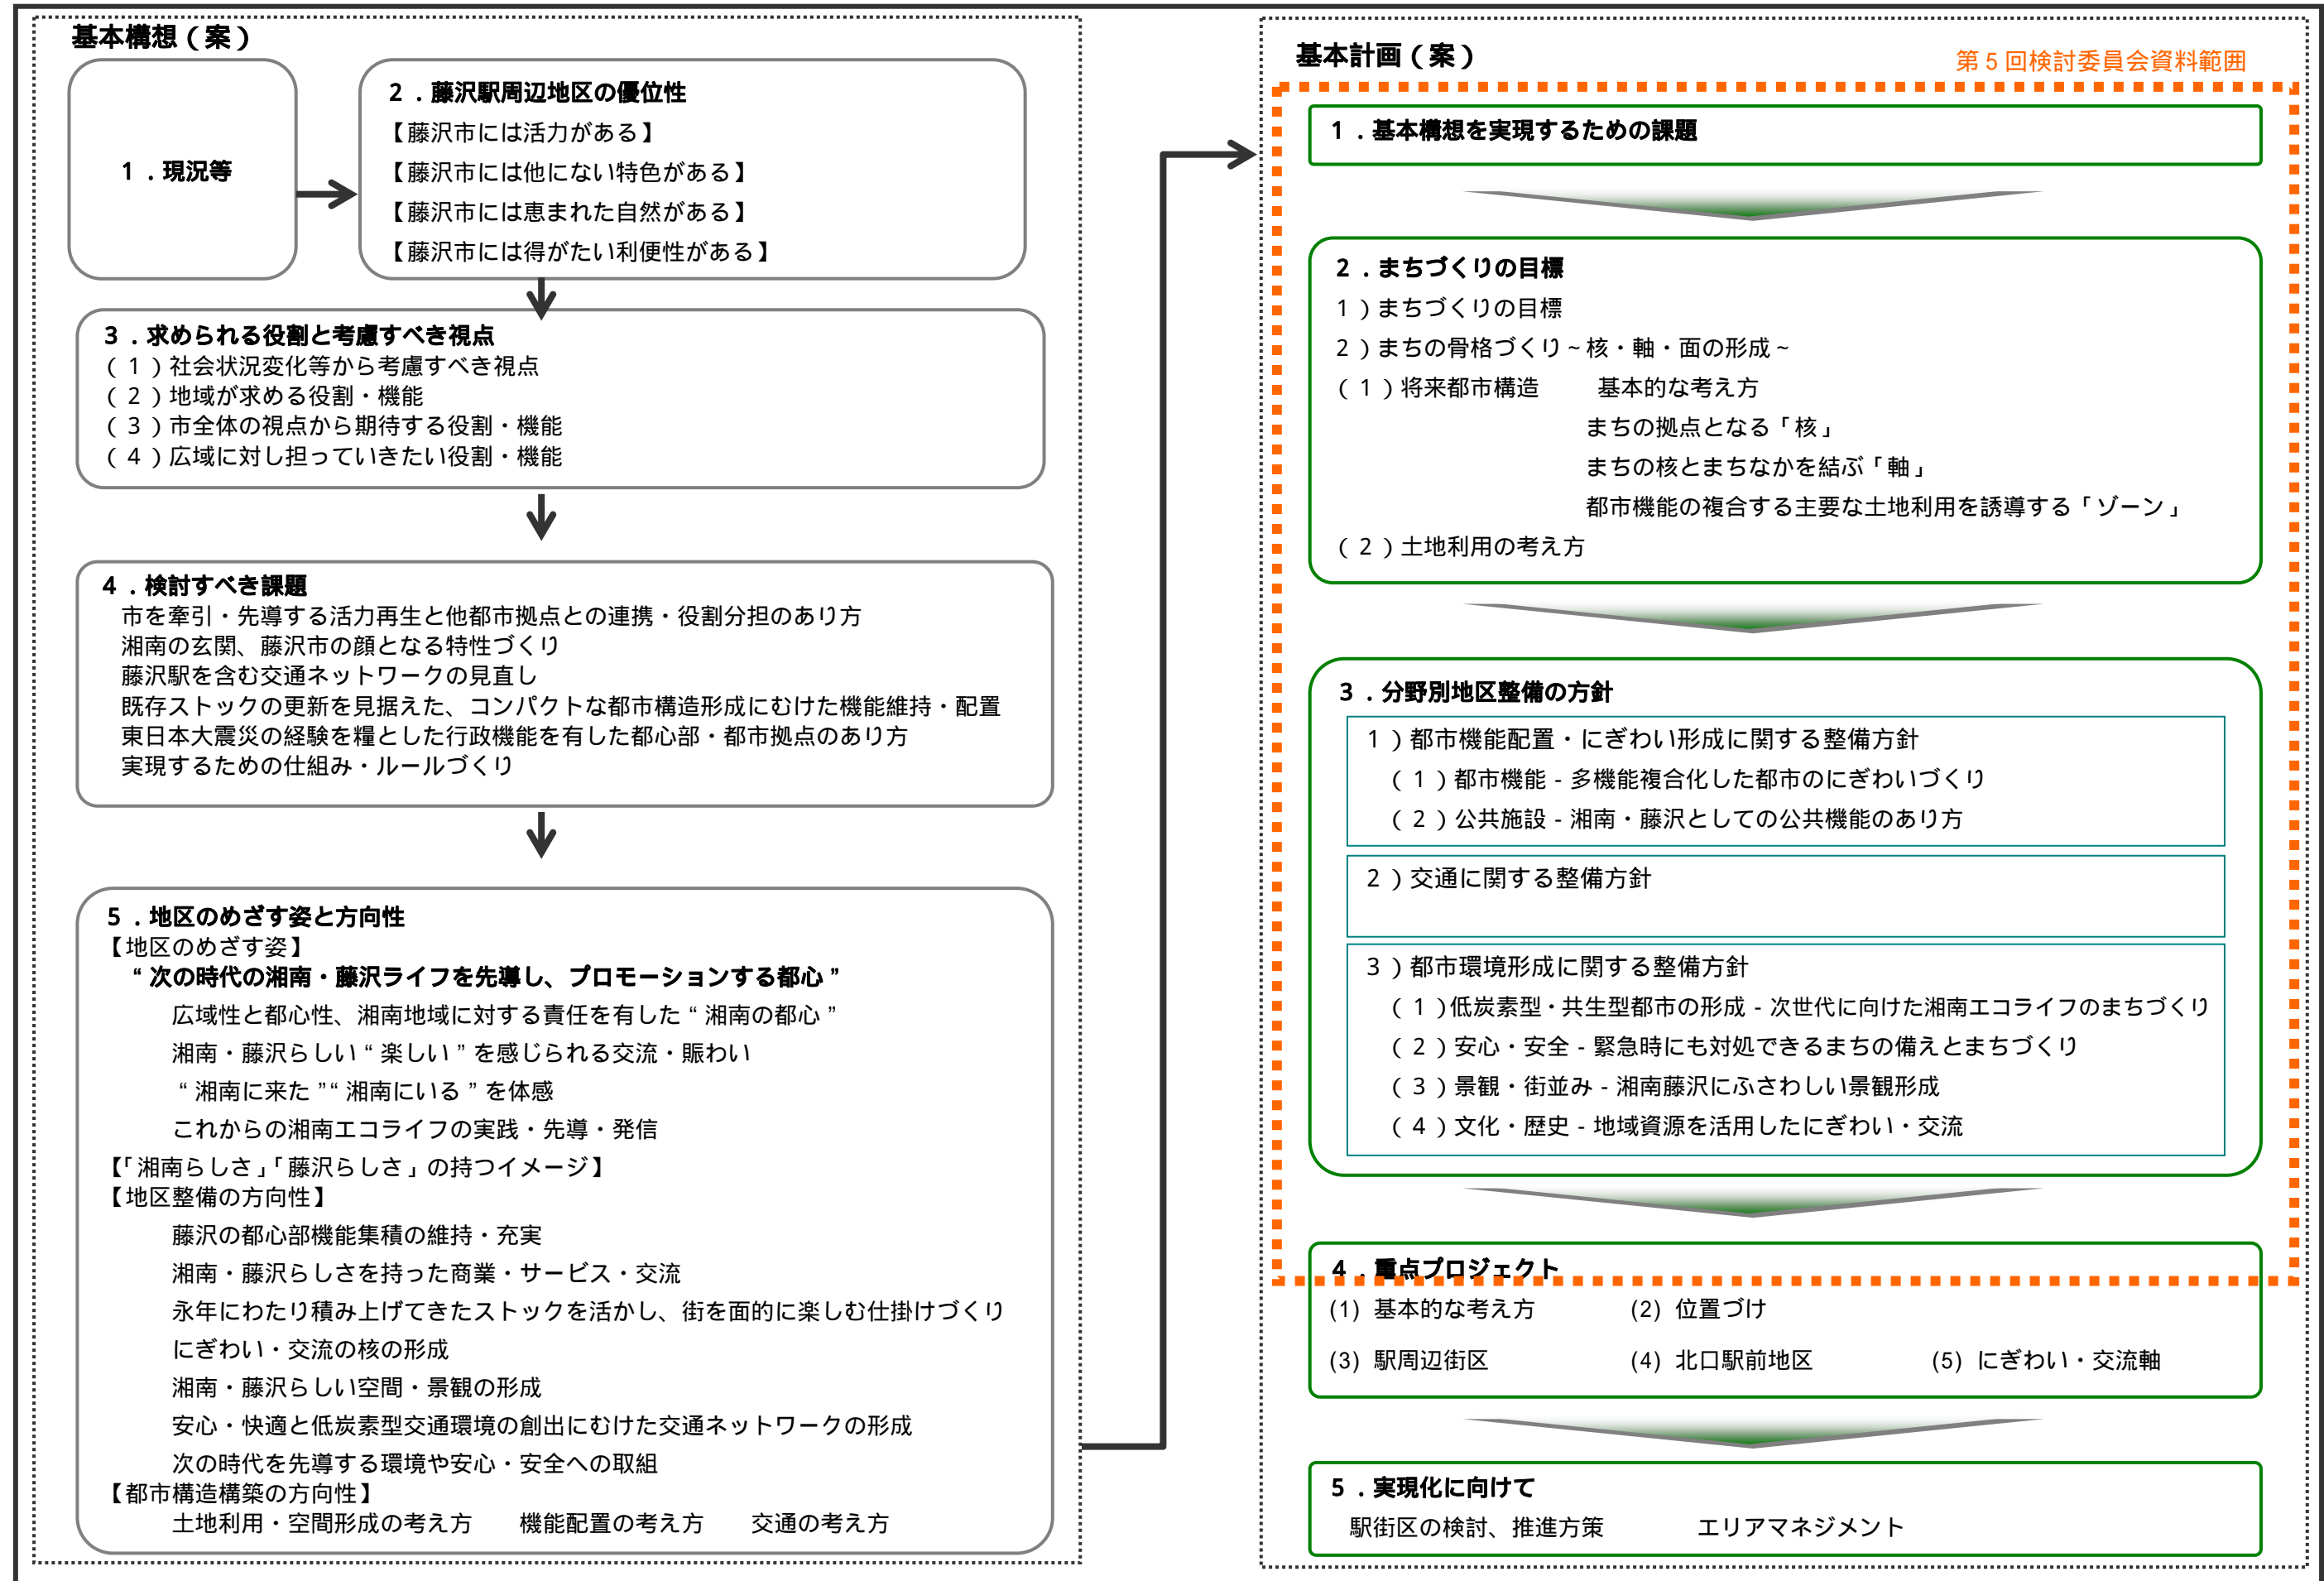 基本構想（案）
1．現況等
2．藤沢駅周辺地区の優位性
【藤沢市には活力がある】
【藤沢市には他にない特色がある】
【藤沢市には恵まれた自然がある】
【藤沢市には得がたい利便性がある】
3．求められる役割と考慮すべき視点
（1）社会状況変化等から考慮すべき視点
（2）地域が求める役割・機能
（3）市全体の視点から期待する役割・機能
（4）広域に対し担っていきたい役割・機能
4．検討すべき課題
市を牽引・先導する活力再生と他都市拠点との連携・役割分担のあり方
湘南の玄関、藤沢市の顔となる特性づくり
藤沢駅を含む交通ネットワークの見直し
既存ストックの更新を見据えた、コンパクトな都市構造形成にむけた機能維持・配置
東日本大震災の経験を糧とした行政機能を有した都心部・都市拠点のあり方
実現するための仕組み・ルールづくり
5．地区のめざす姿と方向性
【地区のめざす姿】
“次の時代の湘南・藤沢ライフを先導し、プロモーションする都心”
広域性と都心性、湘南地域に対する責任を有した“湘南の都心”
湘南・藤沢らしい“楽しい”を感じられる交流・賑わい
“湘南に来た”“湘南にいる”を体感
これからの湘南エコライフの実践・先導・発信
【「湘南らしさ」「藤沢らしさ」の持つイメージ】
【地区整備の方向性】
藤沢の都心部機能集積の維持・充実
湘南・藤沢らしさを持った商業・サービス・交流
永年にわたり積み上げてきたストックを活かし、街を面的に楽しむ仕掛けづくり
にぎわい・交流の核の形成
湘南・藤沢らしい空間・景観の形成
安心・快適と低炭素型交通環境の創出にむけた交通ネットワークの形成
次の時代を先導する環境や安心・安全への取組
【都市構造構築の方向性】
土地利用・空間形成の考え方　機能配置の考え方　交通の考え方
基本計画（案）
第5回検討委員会資料範囲
1．基本構想を実現するための課題
2．まちづくりの目標
1）まちづくりの目標
2）まちの骨格づくり~核・軸・面の形成~
（1）将来都市構造　基本的な考え方
まちの拠点となる「核」
まちの核とまちなかを結ぶ「軸」
都市機能の複合する主要な土地利用を誘導する「ゾーン」
（2）土地利用の考え方
3．分野別地区整備の方針
1）都市機能配置・にぎわい形成に関する整備方針
（1）都市機能-多機能複合化した都市のにぎわいづくり
（2）公共施設-湘南・藤沢としての公共機能のあり方
2）交通に関する整備方針
3）都市環境形成に関する整備方針
（1）低炭素型・共生型都市の形成-次世代に向けた湘南エコライフのまちづくり
（2）安心・安全-緊急時にも対処できるまちの備えとまちづくり
（3）景観・街並み-湘南藤沢にふさわしい景観形成
（4）文化・歴史-地域資源を活用したにぎわい・交流
4．重点プロジェクト
(1) 基本的な考え方　(2) 位置づけ
(3) 駅周辺街区　(4) 北口駅前地区　(5) にぎわい・交流軸
5．実現化に向けて
駅街区の検討、推進方策　エリアマネジメント